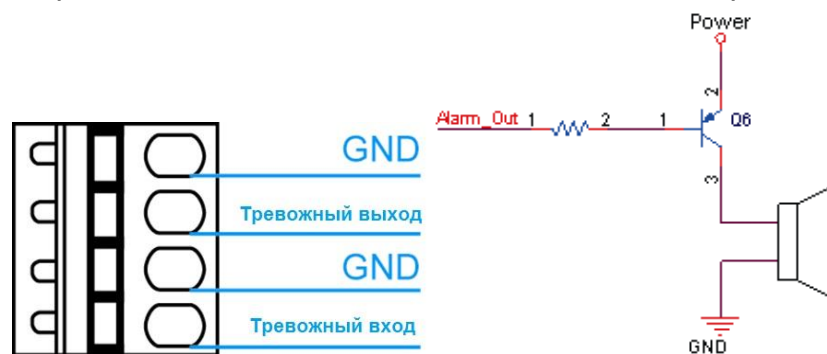 GND
Тревожный выход
GND
Тревожный вход
Power
2
Alarm_Out 1 2 1 Q6
3
GND